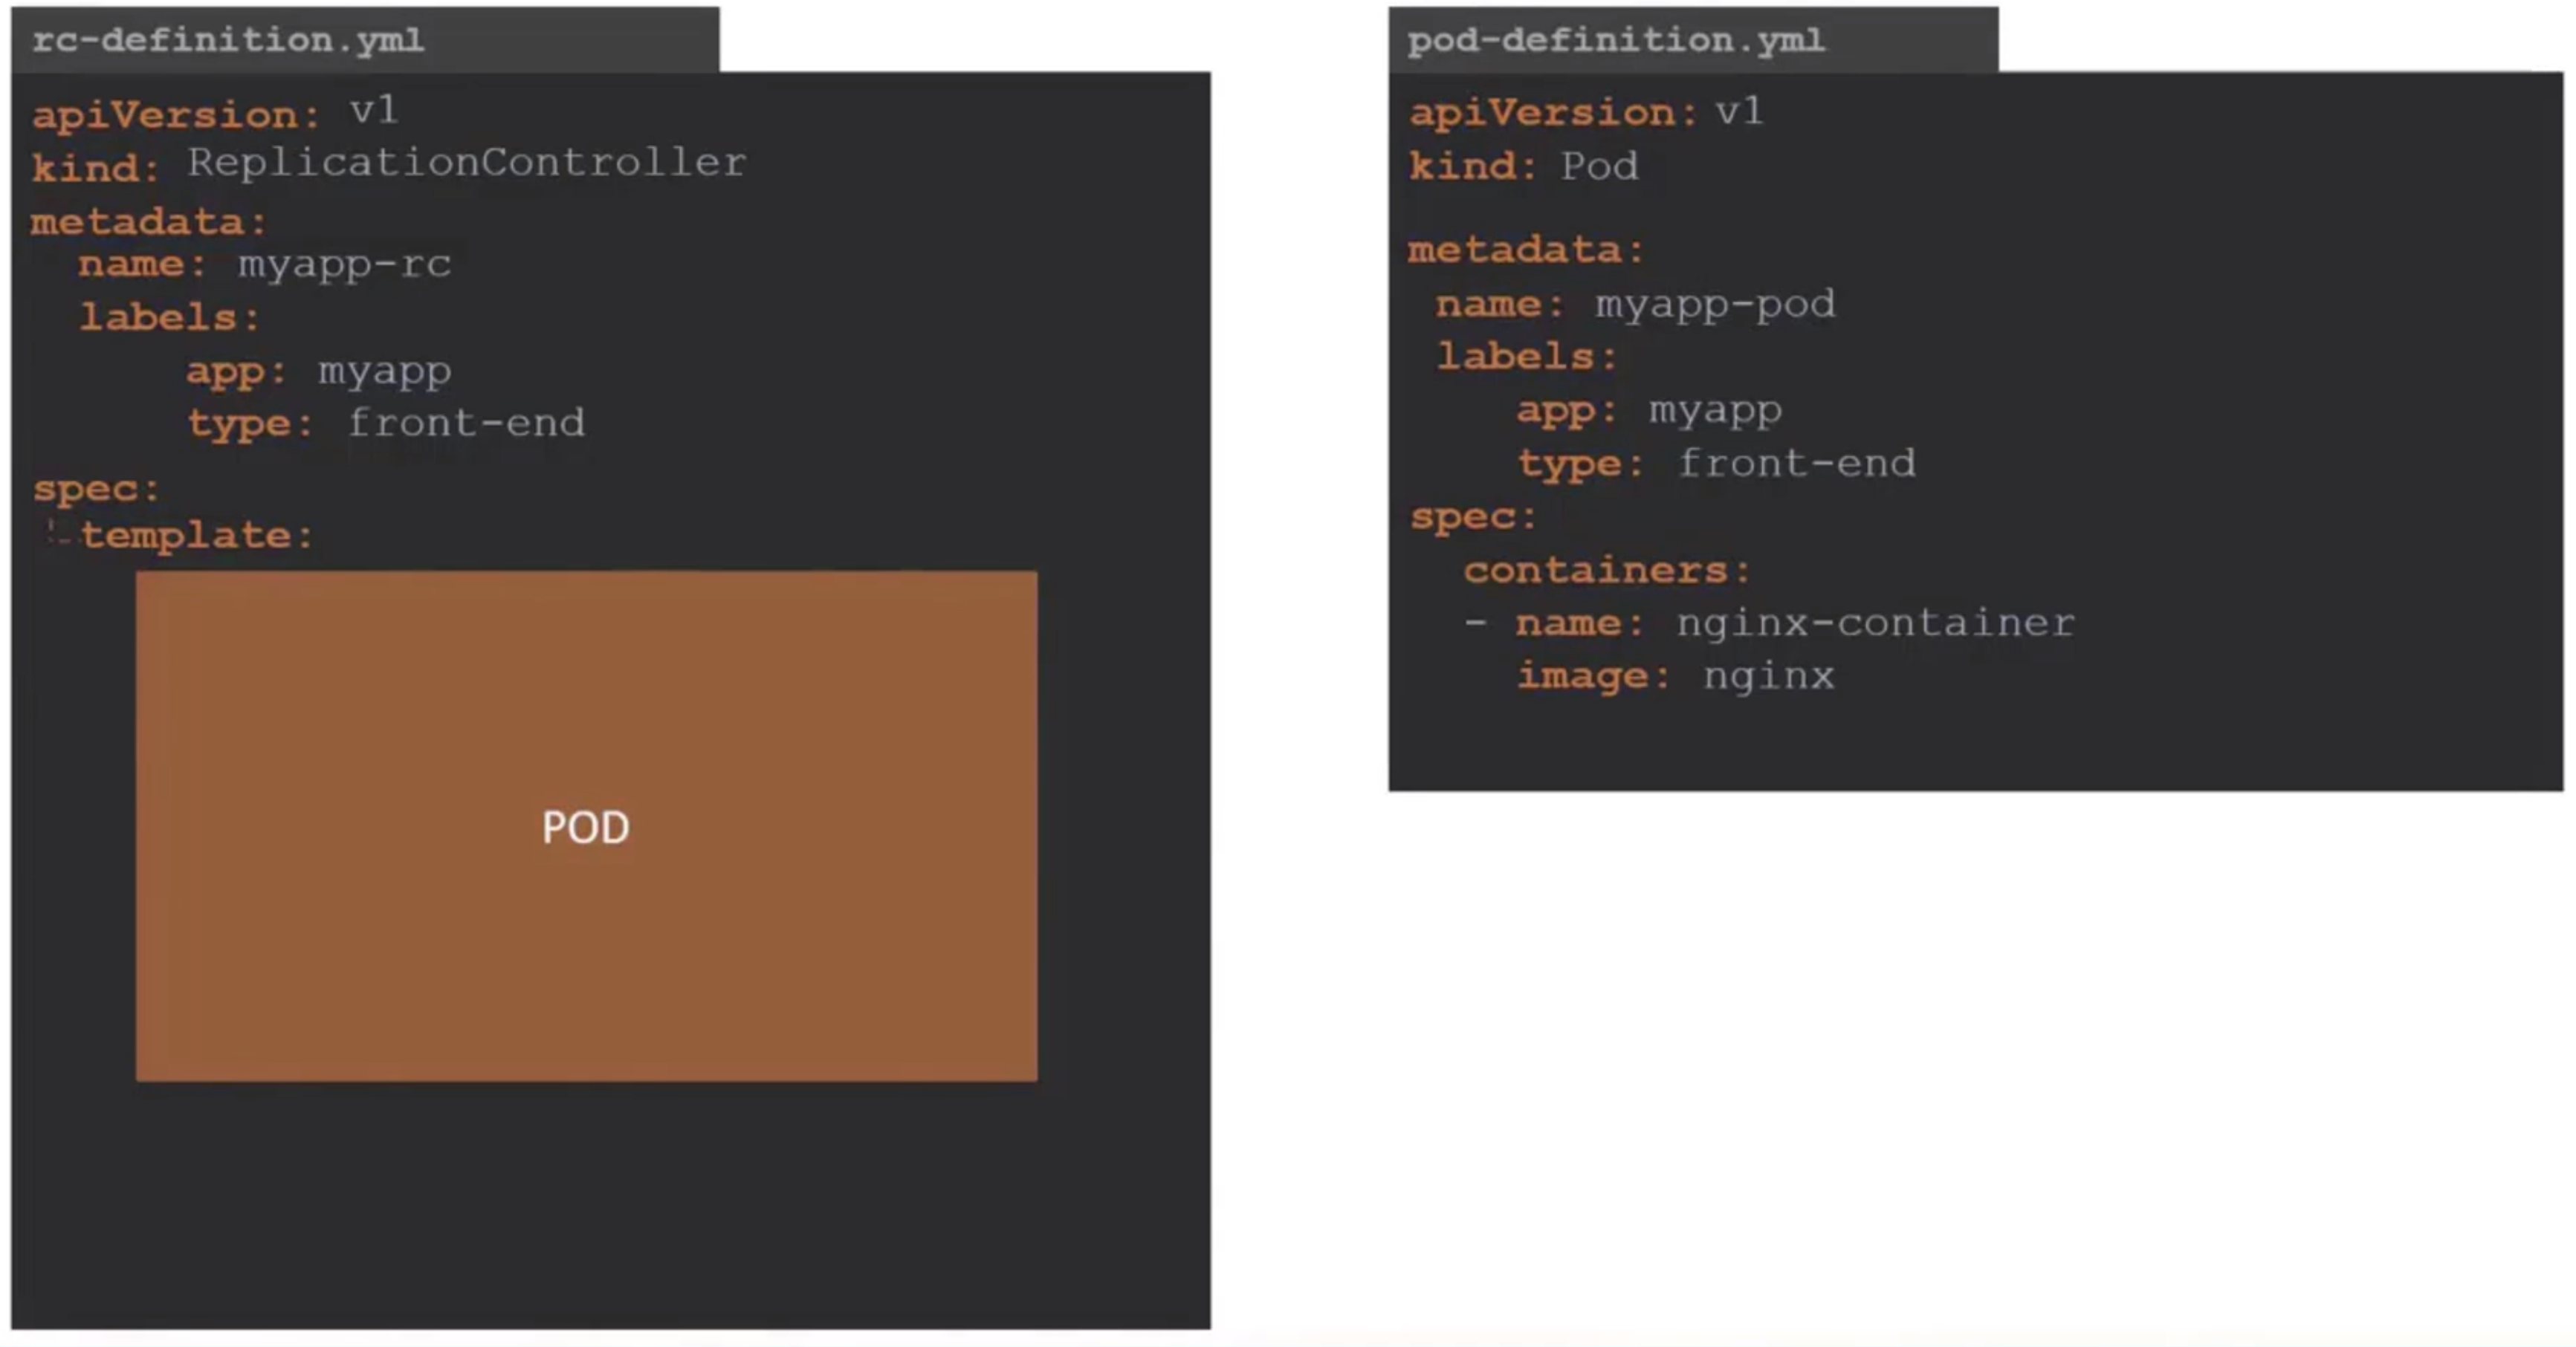 rc-definition.yml
apiVersion: v1
kind: ReplicationController
metadata:
name: myapp-rc
labels:
app: myapp
type: front-end
spec:
template:
POD
pod-definition.yml
apiVersion: v1
kind: Pod
metadata:
name: myapp-pod
labels:
app: myapp
type: front-end
spec:
containers:
- name: nginx-container
image: nginx